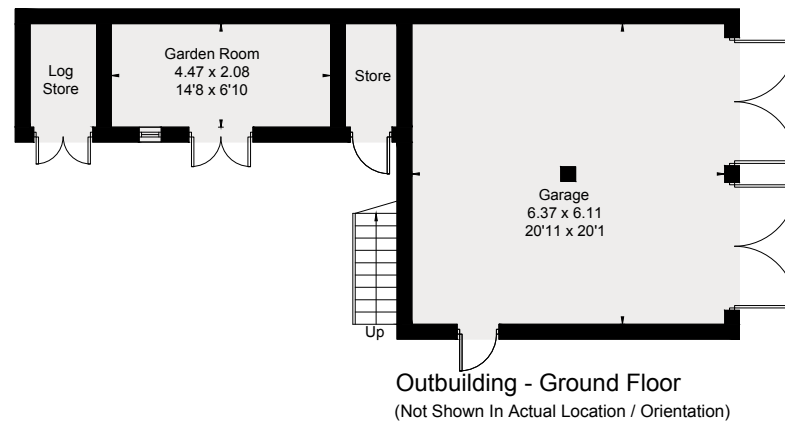 Log
Store
Garden Room
4.47 x 2.08
14'8 x 6'10
Store
Garage
6.37 x 6.11
20'11 x 20'1
Up
Outbuilding - Ground Floor
(Not Shown In Actual Location / Orientation)